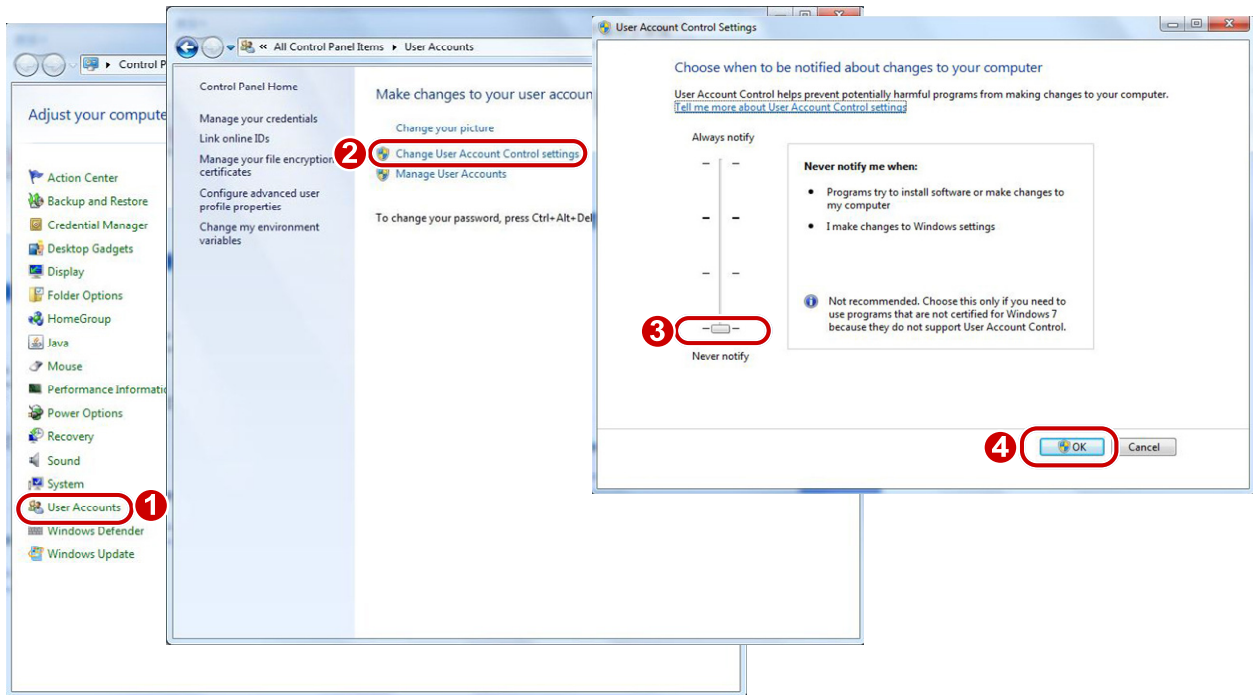 Control P
Adjust your compute
Action Center
Backup and Restore
Credential Manager
Desktop Gadgets
Display
Folder Options
HomeGroup
Java
Mouse
Performance Informatic
Power Options
Recovery
Sound
System
User Accounts
1
Windows Defender
Windows Update
« All Control Panel Items ▸ User Accounts
Control Panel Home
Manage your credentials
Link online IDs
Manage your file encryption
certificates
Configure advanced user
profile properties
Change my environment
variables
Make changes to your user accoun
Change your picture
2
Change User Account Control settings
Manage User Accounts
To change your password, press Ctrl+Alt+Del
User Account Control Settings
Choose when to be notified about changes to your computer
User Account Control helps prevent potentially harmful programs from making changes to your computer.
Tell me more about User Account Control settings
Always notify
3
Never notify
Never notify me when:
• Programs try to install software or make changes to
my computer
• I make changes to Windows settings
Not recommended. Choose this only if you need to
use programs that are not certified for Windows 7
because they do not support User Account Control.
4
OK
Cancel